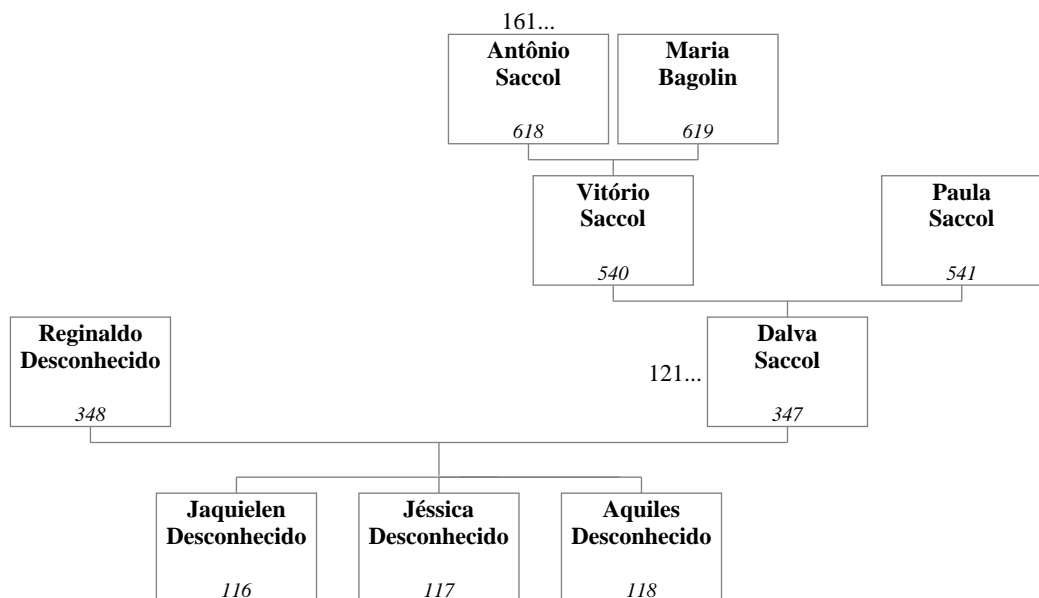 161...
Antônio
Saccol
618
Maria
Bagolin
619
Vitório
Saccol
540
Paula
Saccol
541
Reginaldo
Desconhecido
348
121...
Dalva
Saccol
347
Jaquielen
Desconhecido
116
Jéssica
Desconhecido
117
Aquiles
Desconhecido
118